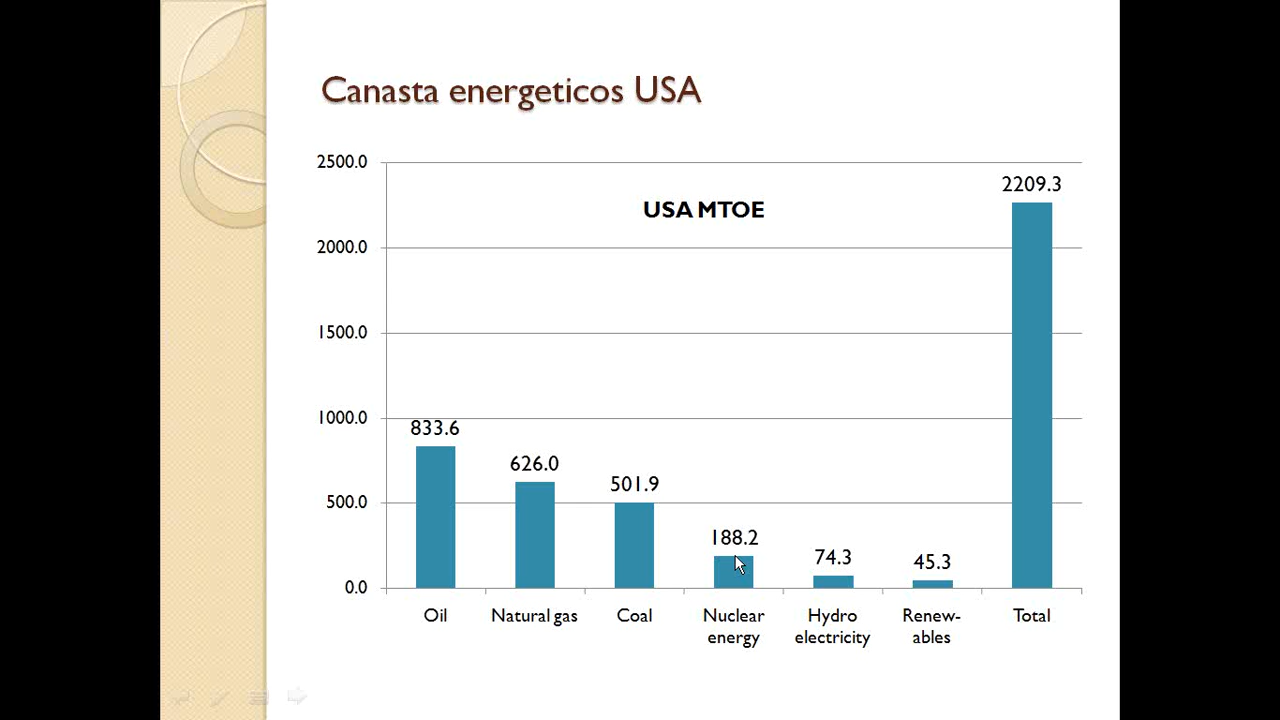 Canasta energeticos USA
USA MTOE
2500.0
2000.0
1500.0
1000.0
500.0
0.0
2209.3
833.6
626.0
501.9
188.2
74.3
45.3
Oil
Natural gas
Coal
Nuclear
energy
Hydro
electricity
Renew-
ables
Total